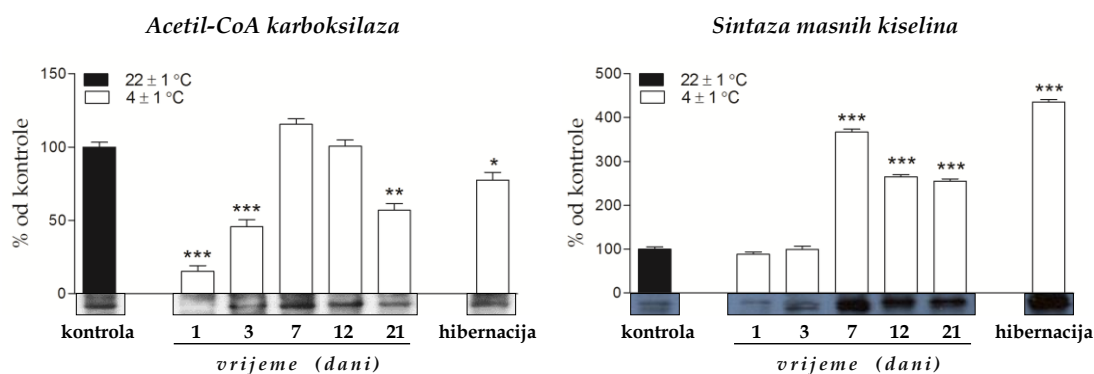 Acetil-CoA karboksilaza
150
100
50
0
% od kontrole
22 ± 1 °C
4 ± 1 °C
***
***
**
*
kontrola 1 3 7 12 21 hibernacija
vrijeme (dani)
Sintaza masnih kiselina
500
400
300
200
100
0
% od kontrole
22 ± 1 °C
4 ± 1 °C
***
***
***
***
kontrola 1 3 7 12 21 hibernacija
vrijeme (dani)